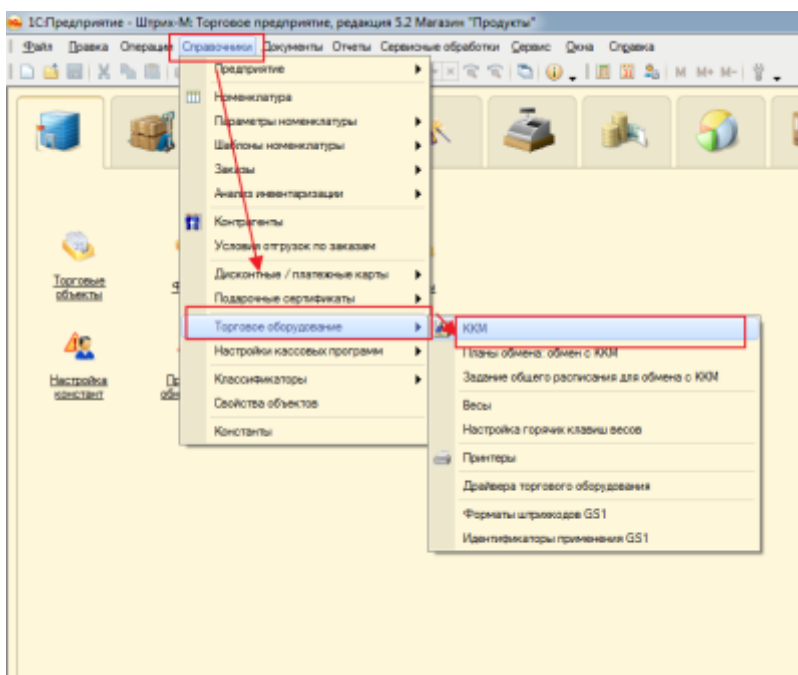 1С:Предприятие - Штрих-М: Торговое предприятие, редакция 5.2 Магазин "Продукты"
Файл Правка Операции Справочники Документы Отчеты Сервисные обработки Сервис Окна Справка
M M+ M-
Предприятие
Номенклатура
Параметры номенклатуры
Шаблоны номенклатуры
Заказы
Анализ инвентаризации
Контрагенты
Условия отгрузок по заказам
Дисконтные / платежные карты
Подарочные сертификаты
Торговое оборудование
Настройки кассовых программ
Классификаторы
Свойства объектов
Константы
ККМ
Планы обмена: обмен с ККМ
Задание общего расписания для обмена с ККМ
Весы
Настройка горячих клавиш весов
Принтеры
Драйвера торгового оборудования
Форматы штрихкодов GS1
Идентификаторы применения GS1
Торговые
объекты
Настройка
констант